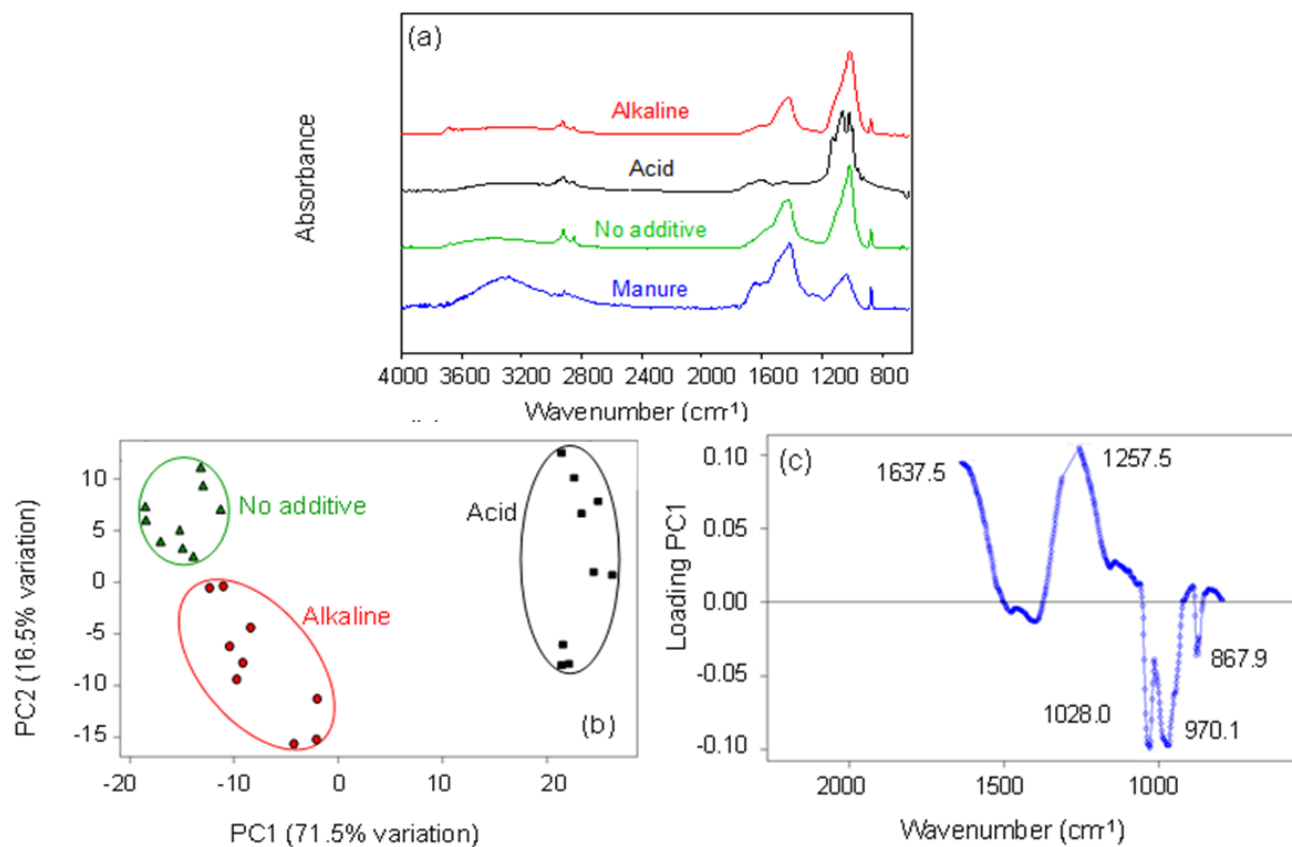 (a)
Alkaline
Acid
No additive
Manure
Absorbance
4000 3600 3200 2800 2400 2000 1600 1200 800
Wavenumber (cm-1)
10
5
0
-5
-10
-15
No additive
Acid
Alkaline
(b)
PC2 (16.5% variation)
-20 -10 0 10 20
PC1 (71.5% variation)
0.10
0.05
0.00
-0.05
-0.10
(c)
1637.5
1257.5
867.9
1028.0
970.1
Loading PC1
2000 1500 1000
Wavenumber (cm-1)